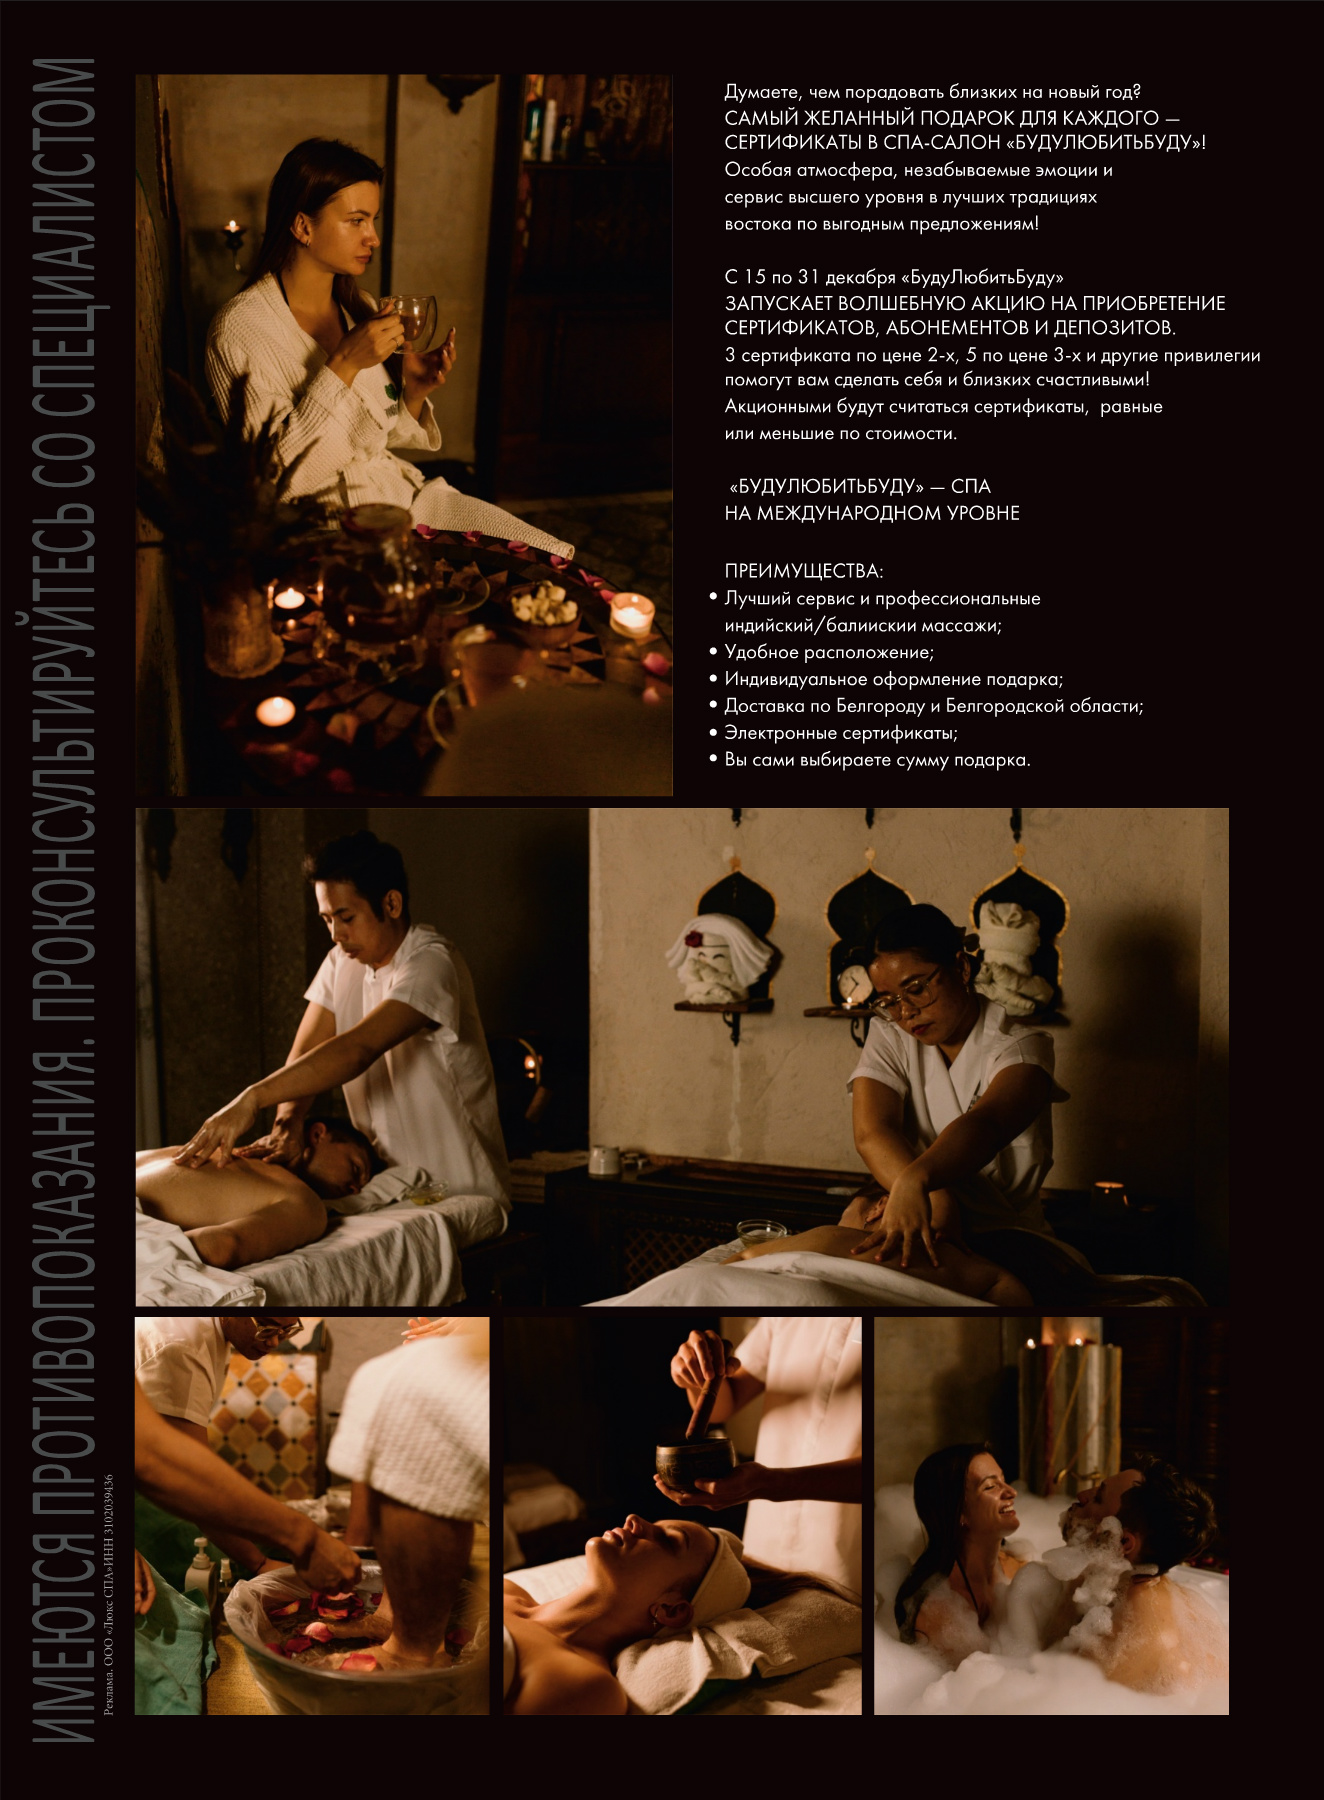 Думаете, чем порадовать близких на новый год?
САМЫЙ ЖЕЛАННЫЙ ПОДАРОК ДЛЯ КАЖДОГО —
СЕРТИФИКАТЫ В СПА-САЛОН «БУДУЛЮБИТЬБУДУ»!
Особая атмосфера, незабываемые эмоции и
сервис высшего уровня в лучших традициях
востока по выгодным предложениям!
С 15 по 31 декабря «БудуЛюбитьБуду»
ЗАПУСКАЕТ ВОЛШЕБНУЮ АКЦИЮ НА ПРИОБРЕТЕНИЕ
СЕРТИФИКАТОВ, АБОНЕМЕНТОВ И ДЕПОЗИТОВ.
3 сертификата по цене 2-х, 5 по цене 3-х и другие привилегии
помогут вам сделать себя и близких счастливыми!
Акционными будут считаться сертификаты, равные
или меньшие по стоимости.
«БУДУЛЮБИТЬБУДУ» — СПА
НА МЕЖДУНАРОДНОМ УРОВНЕ
ПРЕИМУЩЕСТВА:
• Лучший сервис и профессиональные
индийский/балиискии массажи;
• Удобное расположение;
• Индивидуальное оформление подарка;
• Доставка по Белгороду и Белгородской области;
• Электронные сертификаты;
• Вы сами выбираете сумму подарка.
ИМЕЮТСЯ ПРОТИВОПОКАЗАНИЯ. ПРОКОНСУЛЬТИРУЙТЕСЬ СО СПЕЦИАЛИСТОМ
Реклама. ООО «Люкс СПА»ИНН 3102039436